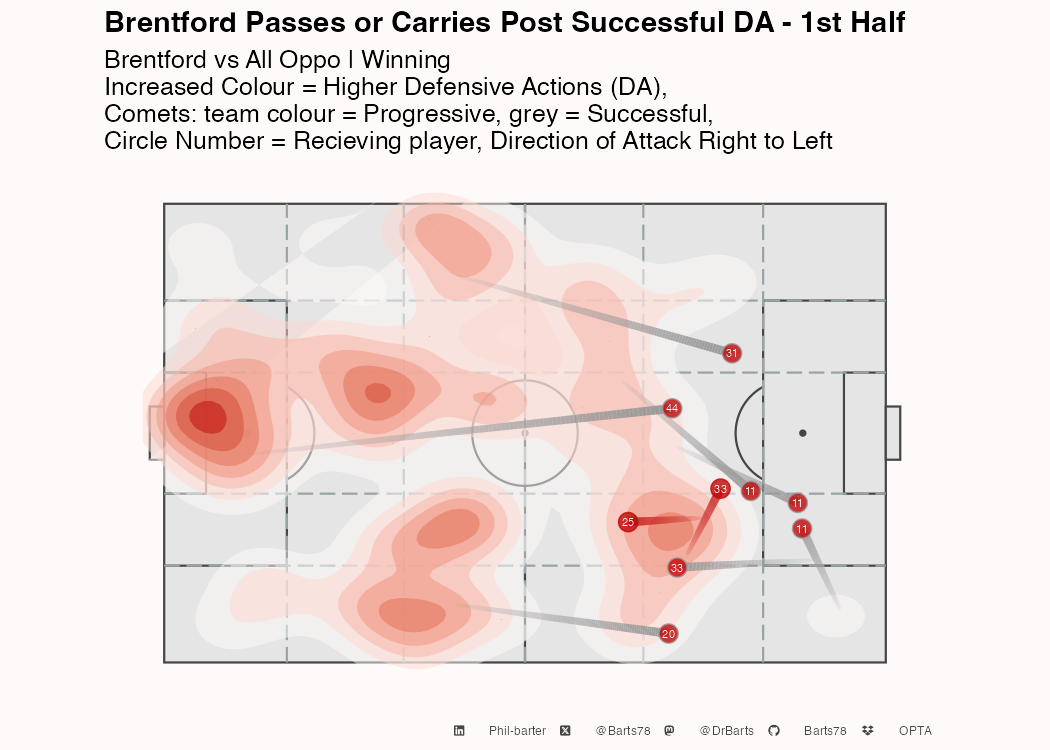 Brentford Passes or Carries Post Successful DA - 1st Half
Brentford vs All Oppo | Winning
Increased Colour = Higher Defensive Actions (DA),
Comets: team colour = Progressive, grey = Successful,
Circle Number = Recieving player, Direction of Attack Right to Left
31
44
33
11
11
25
11
33
20
Phil-barter @Barts78 @DrBarts Barts78 OPTA